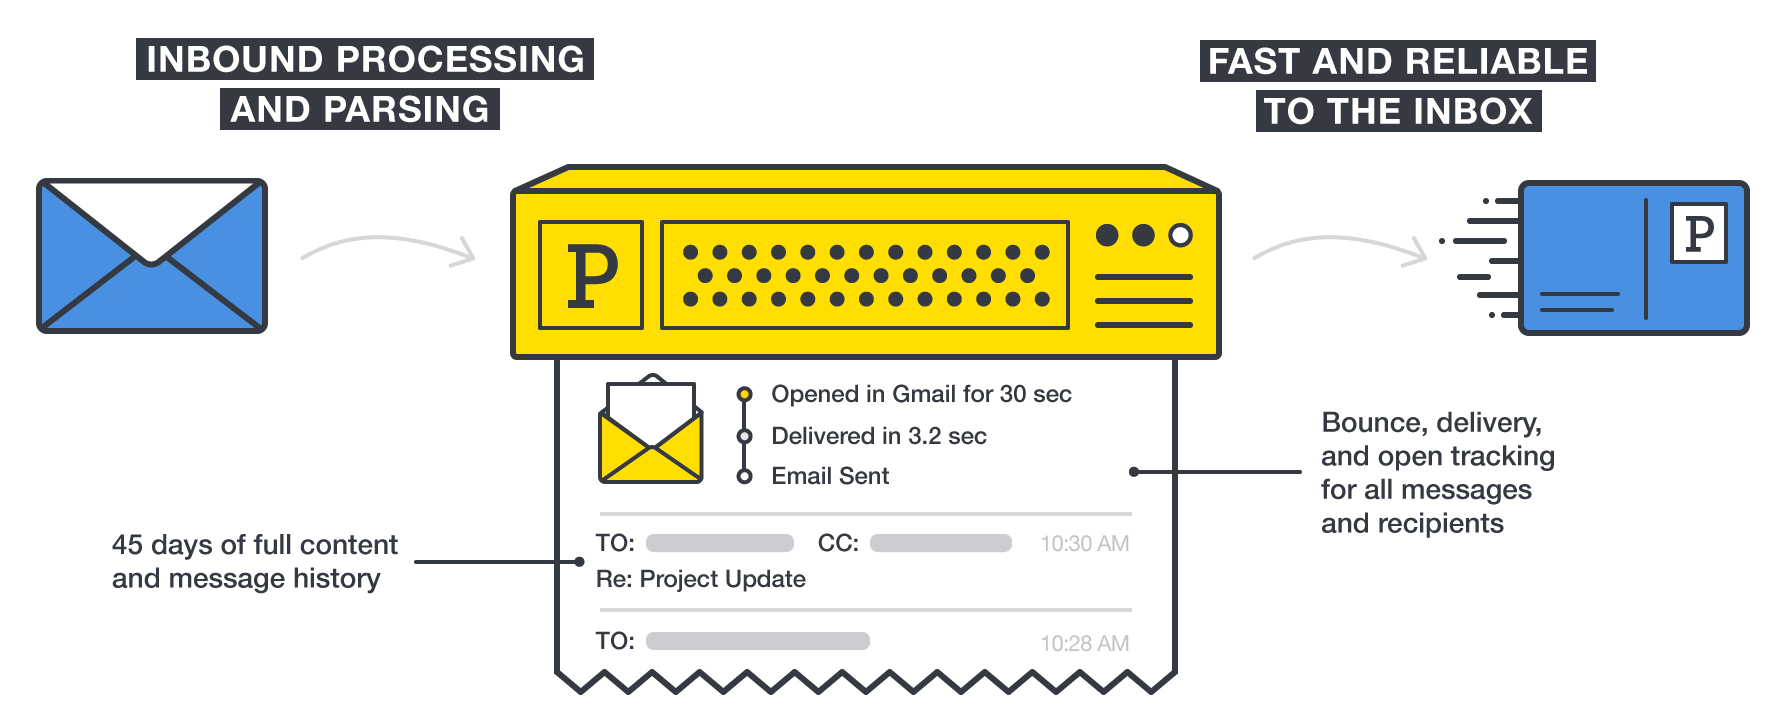 INBOUND PROCESSING
AND PARSING
FAST AND RELIABLE
TO THE INBOX
P
P
Opened in Gmail for 30 sec
Delivered in 3.2 sec
Email Sent
Bounce, delivery,
and open tracking
for all messages
and recipients
45 days of full content
and message history
TO: CC: 10:30 AM
Re: Project Update
TO: 10:28 AM